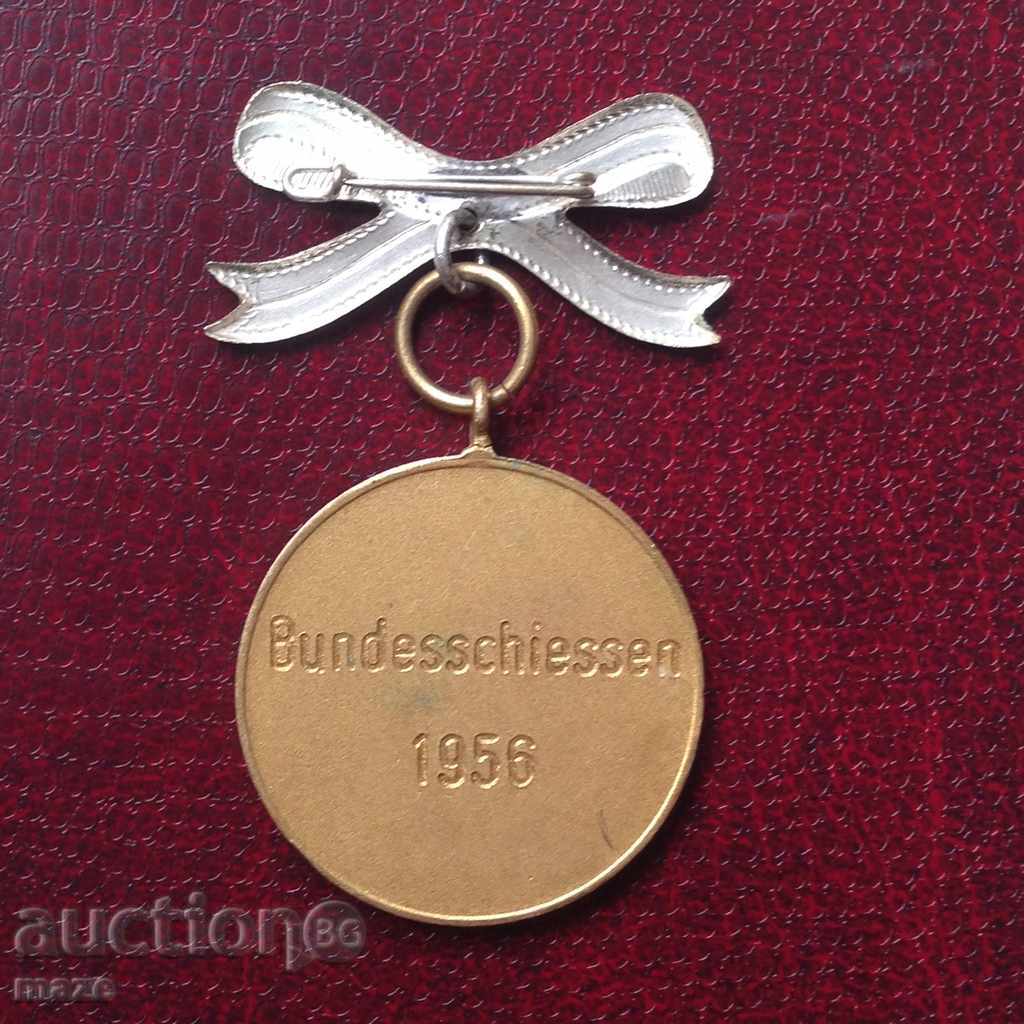 Bundesschiessen
1956
auction BG
maze